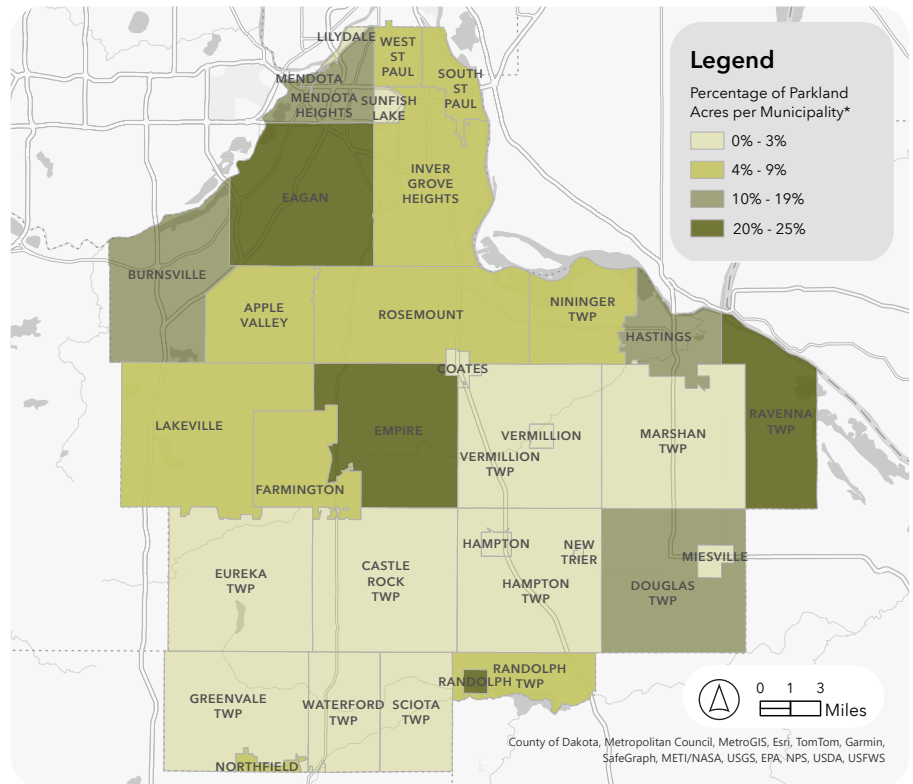 LILYDALE
WEST
ST
PAUL
MENDOTA
SOUTH
ST
PAUL
MENDOTA
HEIGHTS
SUNFISH
LAKE
EAGAN
INVER
GROVE
HEIGHTS
BURNSVILLE
APPLE
VALLEY
ROSEMOUNT
NININGER
TWP
HASTINGS
COATES
LAKEVILLE
EMPIRE
VERMILLION
VERMILLION
TWP
MARSHAN
TWP
RAVENNA
TWP
FARMINGTON
HAMPTON
NEW
TRIER
MIESVILLE
EUREKA
TWP
CASTLE
ROCK
TWP
HAMPTON
TWP
DOUGLAS
TWP
RANDOLPH
RANDOLPH
TWP
GREENVALE
TWP
WATERFORD
TWP
SCIOTA
TWP
NORTHFIELD
Legend
Percentage of Parkland
Acres per Municipality*
0% - 3%
4% - 9%
10% - 19%
20% - 25%
0 1 3
Miles
County of Dakota, Metropolitan Council, MetroGIS, Esri, TomTom, Garmin,
SafeGraph, METI/NASA, USGS, EPA, NPS, USDA, USFWS